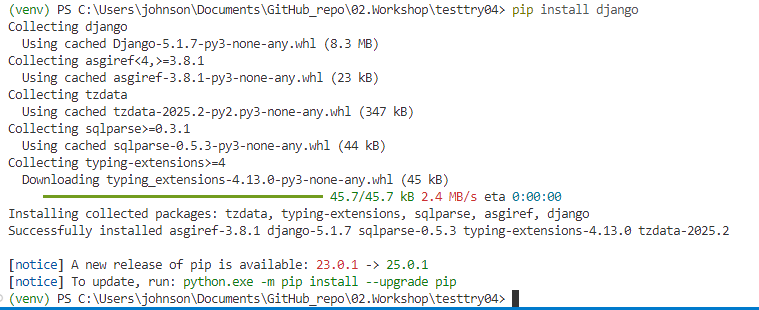 (venv) PS C:\Users\johnson\Documents\GitHub_repo\02.Workshop\testtry04> pip install django
Collecting django
  Using cached Django-5.1.7-py3-none-any.whl (8.3 MB)
Collecting asgiref<4,>=3.8.1
  Using cached asgiref-3.8.1-py3-none-any.whl (23 kB)
Collecting tzdata
  Using cached tzdata-2025.2-py2.py3-none-any.whl (347 kB)
Collecting sqlparse>=0.3.1
  Using cached sqlparse-0.5.3-py3-none-any.whl (44 kB)
Collecting typing-extensions>=4
  Downloading typing_extensions-4.13.0-py3-none-any.whl (45 kB)
45.7/45.7 kB 2.4 MB/s eta 0:00:00
Installing collected packages: tzdata, typing-extensions, sqlparse, asgiref, django
Successfully installed asgiref-3.8.1 django-5.1.7 sqlparse-0.5.3 typing-extensions-4.13.0 tzdata-2025.2
[notice] A new release of pip is available: 23.0.1 -> 25.0.1
[notice] To update, run: python.exe -m pip install --upgrade pip
(venv) PS C:\Users\johnson\Documents\GitHub_repo\02.Workshop\testtry04>